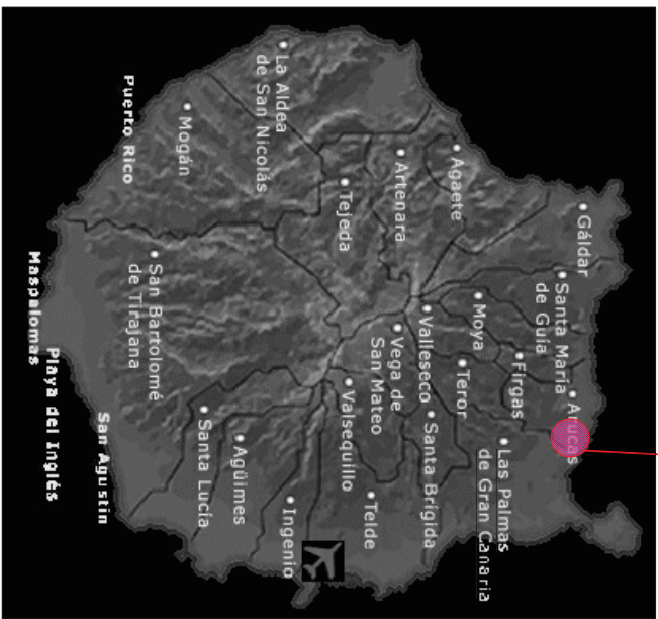 Gáldar
Arucas
Santa María
de Guía
Firgas
Las Palmas
de Gran Canaria
Moya
Teror
Agaete
Santa Brígida
Valleseco
Artenara
Vega de
San Mateo
Telde
Valsequillo
Tejeda
Ingenio
La Aldea
de San Nicolás
Agüimes
Santa Lucía
Mogán
San Bartolomé
de Tirajana
Puerto Rico
San Agustin
Playa del Inglés
Maspalomas